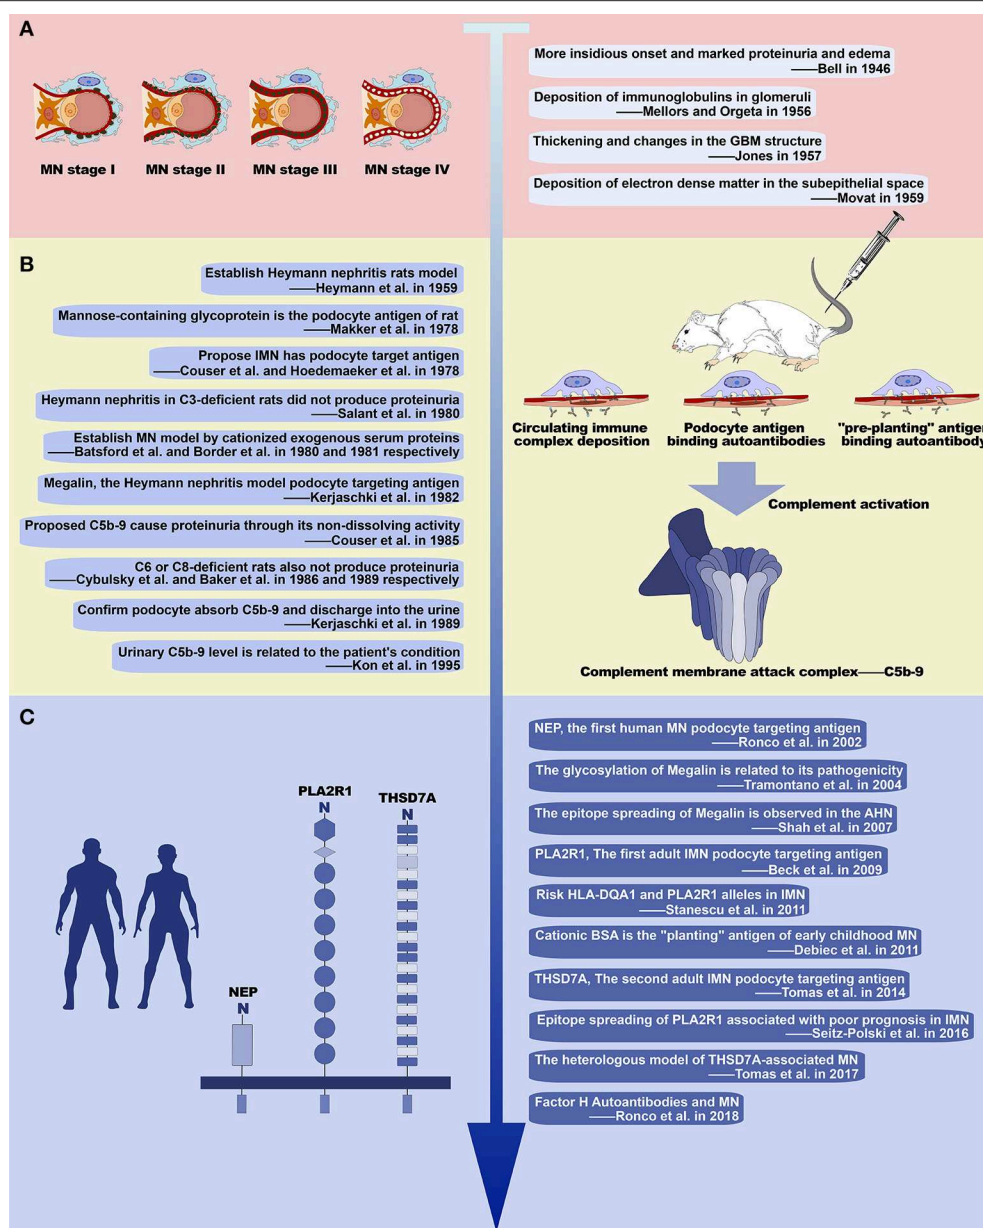 A
More insidious onset and marked proteinuria and edema
——Bell in 1946
Deposition of immunoglobulins in glomeruli
——Mellors and Orgeta in 1956
Thickening and changes in the GBM structure
——Jones in 1957
Deposition of electron dense matter in the subepithelial space
——Movat in 1959
MN stage I
MN stage II
MN stage III
MN stage IV
B
Establish Heymann nephritis rats model
——Heymann et al. in 1959
Mannose-containing glycoprotein is the podocyte antigen of rat
——Makker et al. in 1978
Propose IMN has podocyte target antigen
——Couser et al. and Hoedemaeker et al. in 1978
Heymann nephritis in C3-deficient rats did not produce proteinuria
——Salant et al. in 1980
Establish MN model by cationized exogenous serum proteins
——Batsford et al. and Border et al. in 1980 and 1981 respectively
Megalin, the Heymann nephritis model podocyte targeting antigen
——Kerjaschki et al. in 1982
Proposed C5b-9 cause proteinuria through its non-dissolving activity
——Couser et al. in 1985
C6 or C8-deficient rats also not produce proteinuria
——Cybulsky et al. and Baker et al. in 1986 and 1989 respectively
Confirm podocyte absorb C5b-9 and discharge into the urine
——Kerjaschki et al. in 1989
Urinary C5b-9 level is related to the patient's condition
——Kon et al. in 1995
Circulating immune
complex deposition
Podocyte antigen
binding autoantibodies
"pre-planting" antigen
binding autoantibody
Complement activation
Complement membrane attack complex——C5b-9
C
NEP, the first human MN podocyte targeting antigen
——Ronco et al. in 2002
The glycosylation of Megalin is related to its pathogenicity
——Tramontano et al. in 2004
The epitope spreading of Megalin is observed in the AHN
——Shah et al. in 2007
PLA2R1, The first adult IMN podocyte targeting antigen
——Beck et al. in 2009
Risk HLA-DQA1 and PLA2R1 alleles in IMN
——Stanescu et al. in 2011
Cationic BSA is the "planting" antigen of early childhood MN
——Debiec et al. in 2011
THSD7A, The second adult IMN podocyte targeting antigen
——Tomas et al. in 2014
Epitope spreading of PLA2R1 associated with poor prognosis in IMN
——Seitz-Polski et al. in 2016
The heterologous model of THSD7A-associated MN
——Tomas et al. in 2017
Factor H Autoantibodies and MN
——Ronco et al. in 2018
NEP
N
PLA2R1
N
THSD7A
N